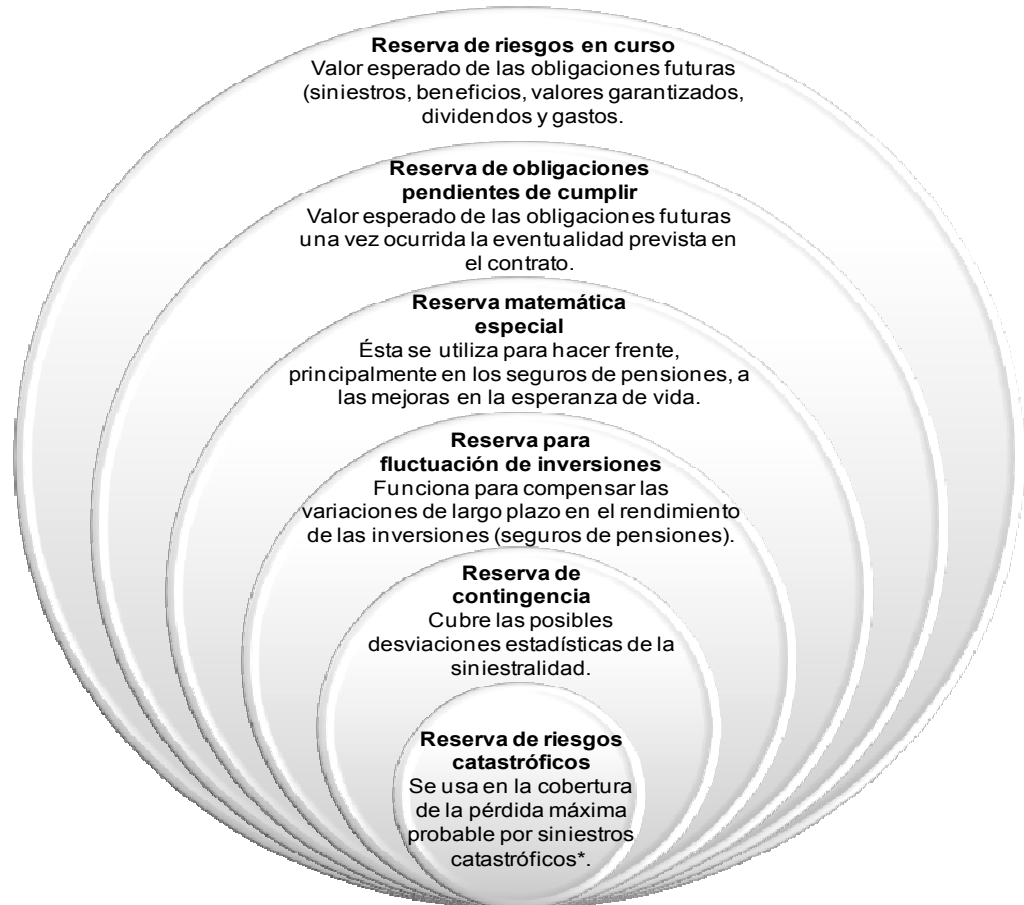 Reserva de riesgos en curso
Valor esperado de las obligaciones futuras
(siniestros, beneficios, valores garantizados,
dividendos y gastos.
Reserva de obligaciones
pendientes de cumplir
Valor esperado de las obligaciones futuras
una vez ocurrida la eventualidad prevista en
el contrato.
Reserva matemática
especial
Ésta se utiliza para hacer frente,
principalmente en los seguros de pensiones, a
las mejoras en la esperanza de vida.
Reserva para
fluctuación de inversiones
Funciona para compensar las
variaciones de largo plazo en el rendimiento
de las inversiones (seguros de pensiones).
Reserva de
contingencia
Cubre las posibles
desviaciones estadísticas de la
siniestralidad.
Reserva de riesgos
catastróficos
Se usa en la cobertura
de la pérdida máxima
probable por siniestros
catastróficos*.